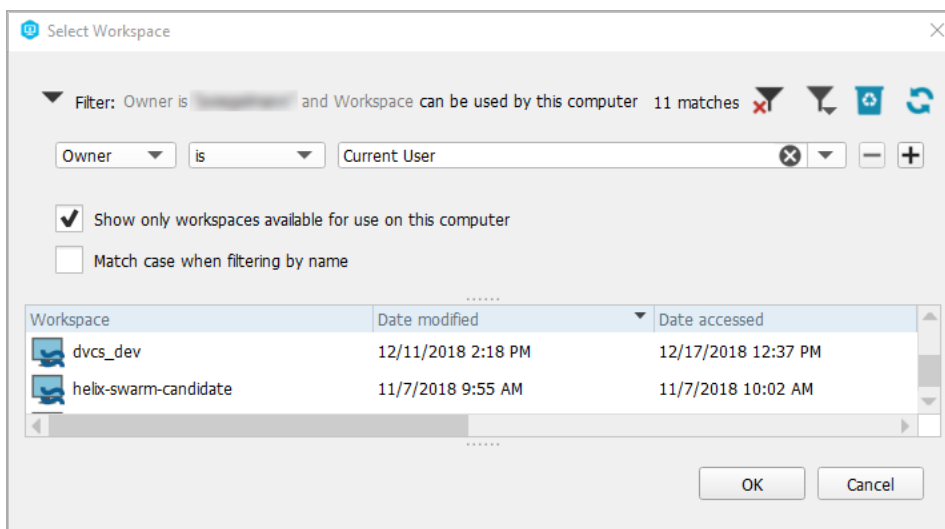 Select Workspace
Filter: Owner is and Workspace can be used by this computer 11 matches
Owner is Current User
Show only workspaces available for use on this computer
Match case when filtering by name
Workspace Date modified Date accessed
dvcs_dev 12/11/2018 2:18 PM 12/17/2018 12:37 PM
helix-swarm-candidate 11/7/2018 9:55 AM 11/7/2018 10:02 AM
OK Cancel